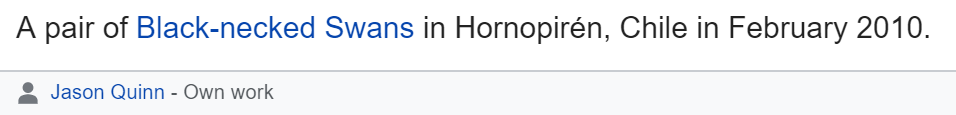 A pair of Black-necked Swans in Hornopirén, Chile in February 2010.
Jason Quinn - Own work